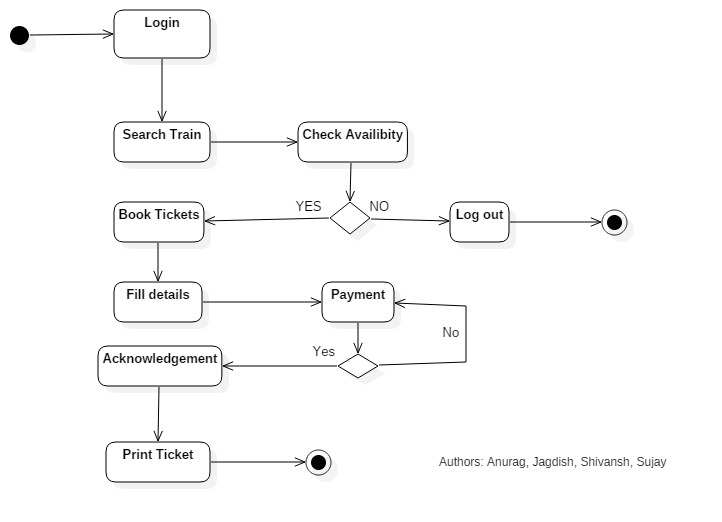 Login
Search Train
Check Availibity
YES
NO
Book Tickets
Log out
Fill details
Payment
No
Yes
Acknowledgement
Print Ticket
Authors: Anurag, Jagdish, Shivansh, Sujay